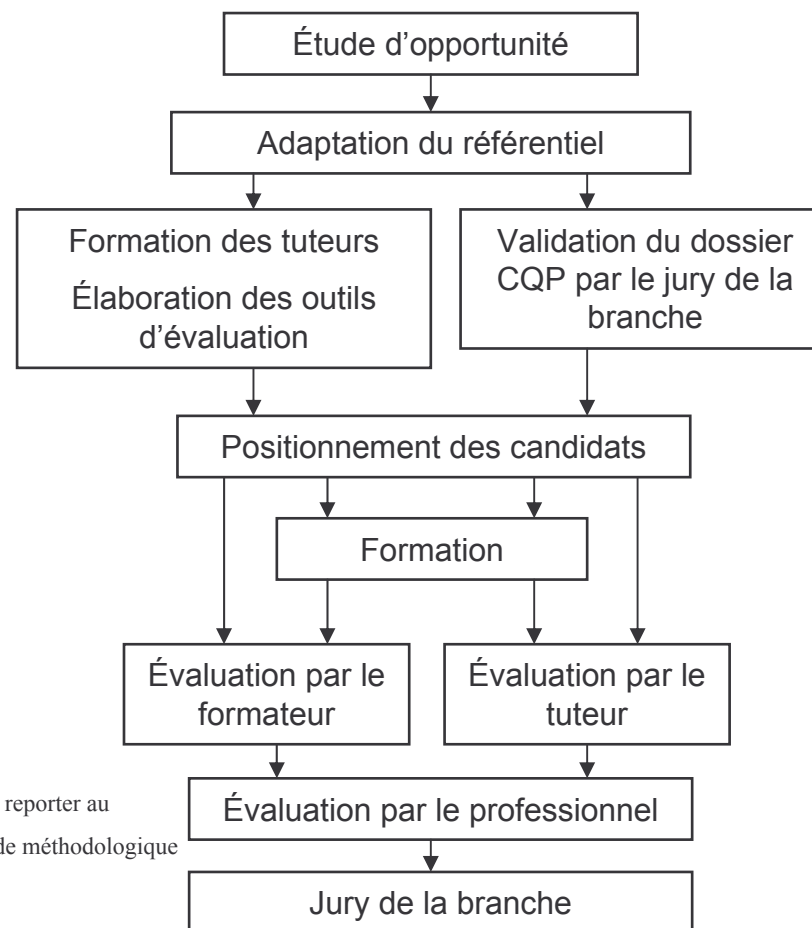 Étude d’opportunité
Adaptation du référentiel
Formation des tuteurs
Élaboration des outils
d’évaluation
Validation du dossier
CQP par le jury de la
branche
Positionnement des candidats
Formation
Évaluation par le
formateur
Évaluation par le
tuteur
reporter au
de méthodologique
Évaluation par le professionnel
Jury de la branche